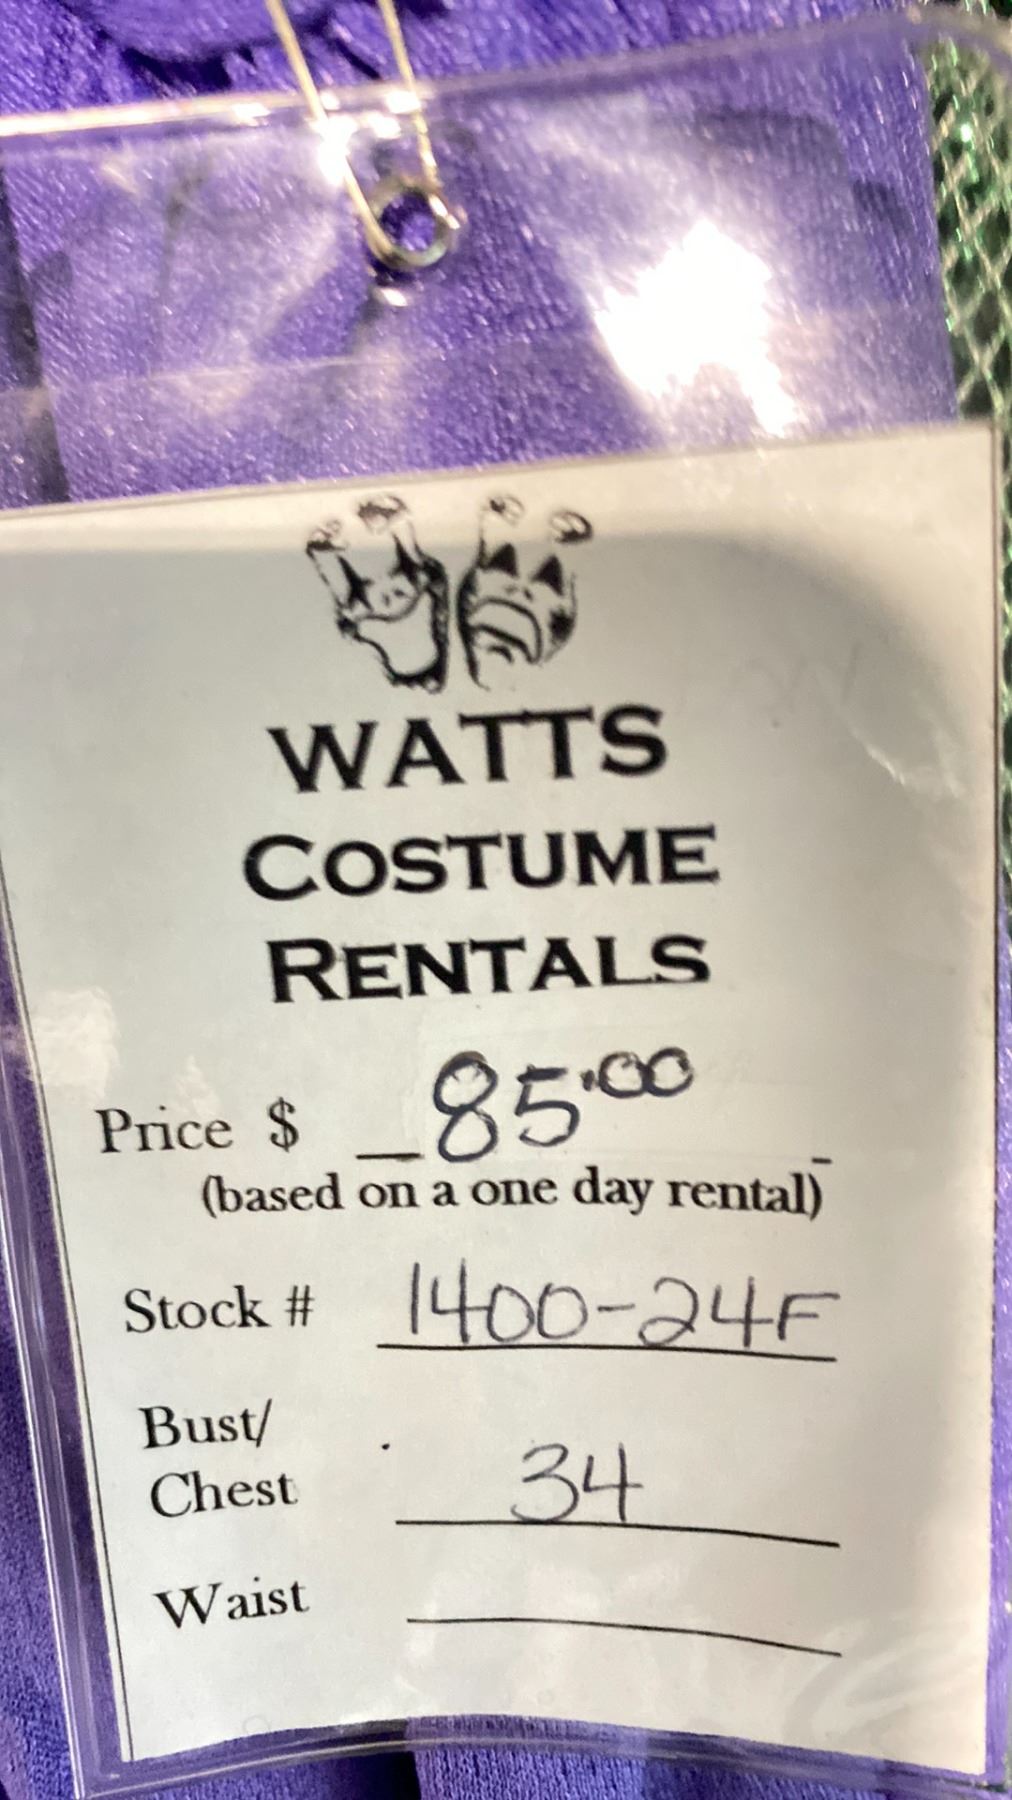 WATTS
COSTUME
RENTALS
Price $ 85.00
(based on a one day rental)
Stock # 1400-24F
Bust/
Chest 34
Waist